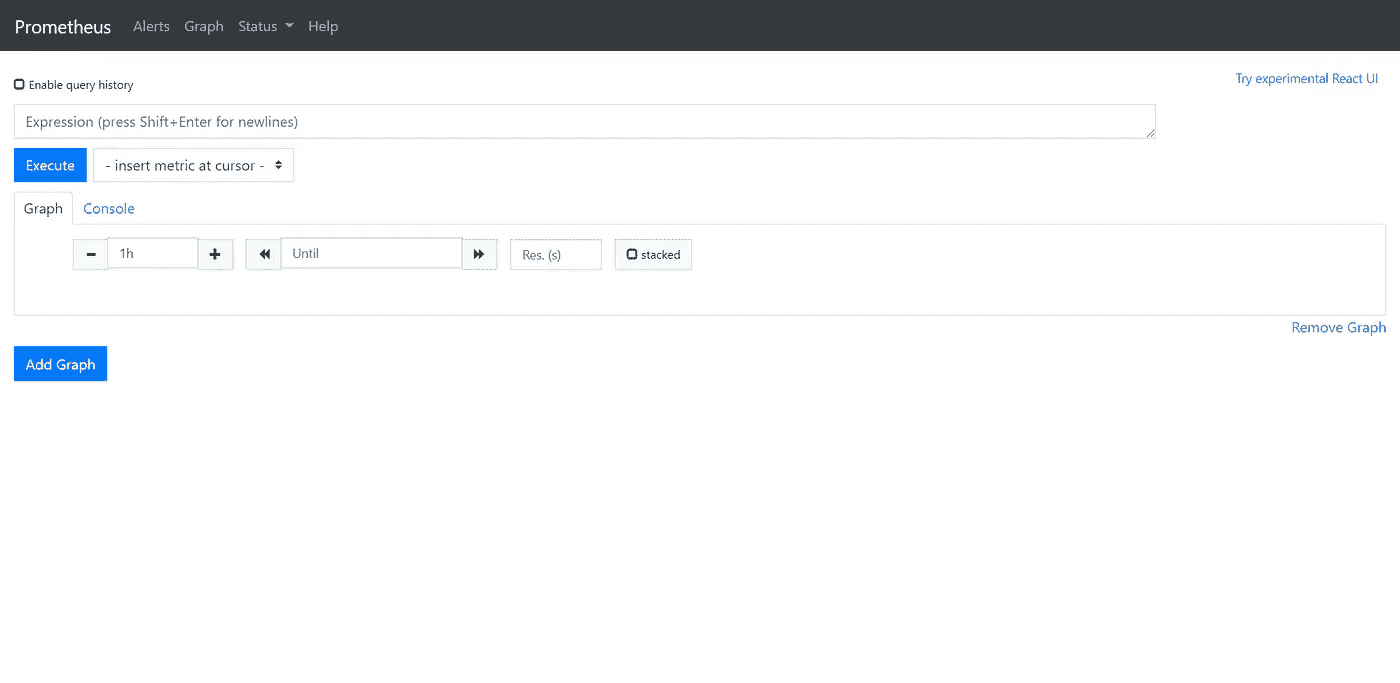 Prometheus Alerts Graph Status Help
Enable query history
Try experimental React UI
Expression (press Shift+Enter for newlines)
Execute - insert metric at cursor -
Graph Console
1h Until Res. (s) stacked
Remove Graph
Add Graph